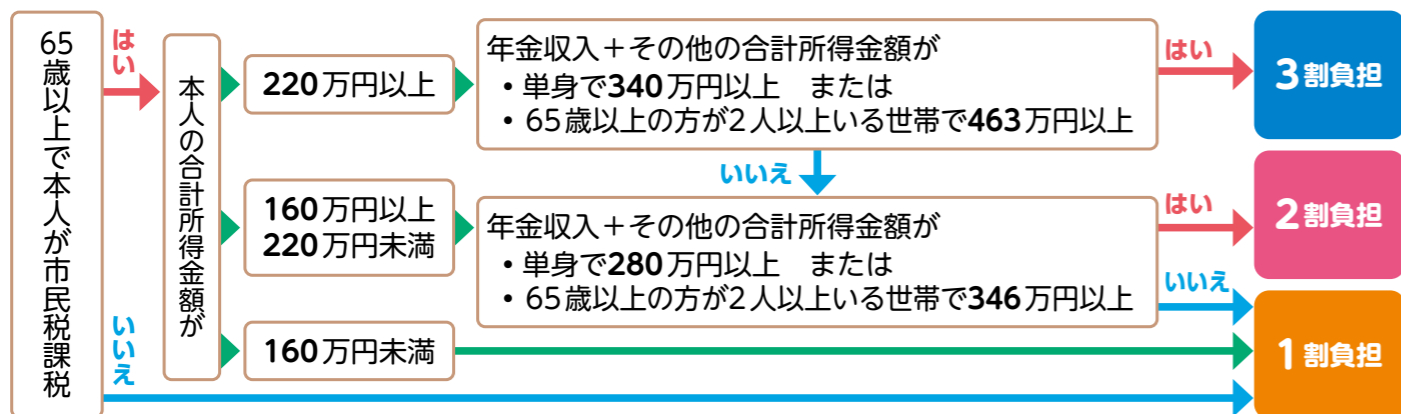 65歳以上で本人が市民税課税
はい
いいえ
本人の合計所得金額が
220万円以上
年金収入＋その他の合計所得金額が
・単身で340万円以上　または
・65歳以上の方が2人以上いる世帯で463万円以上
はい
3割負担
いいえ
160万円以上
220万円未満
年金収入＋その他の合計所得金額が
・単身で280万円以上　または
・65歳以上の方が2人以上いる世帯で346万円以上
はい
2割負担
いいえ
160万円未満
1割負担